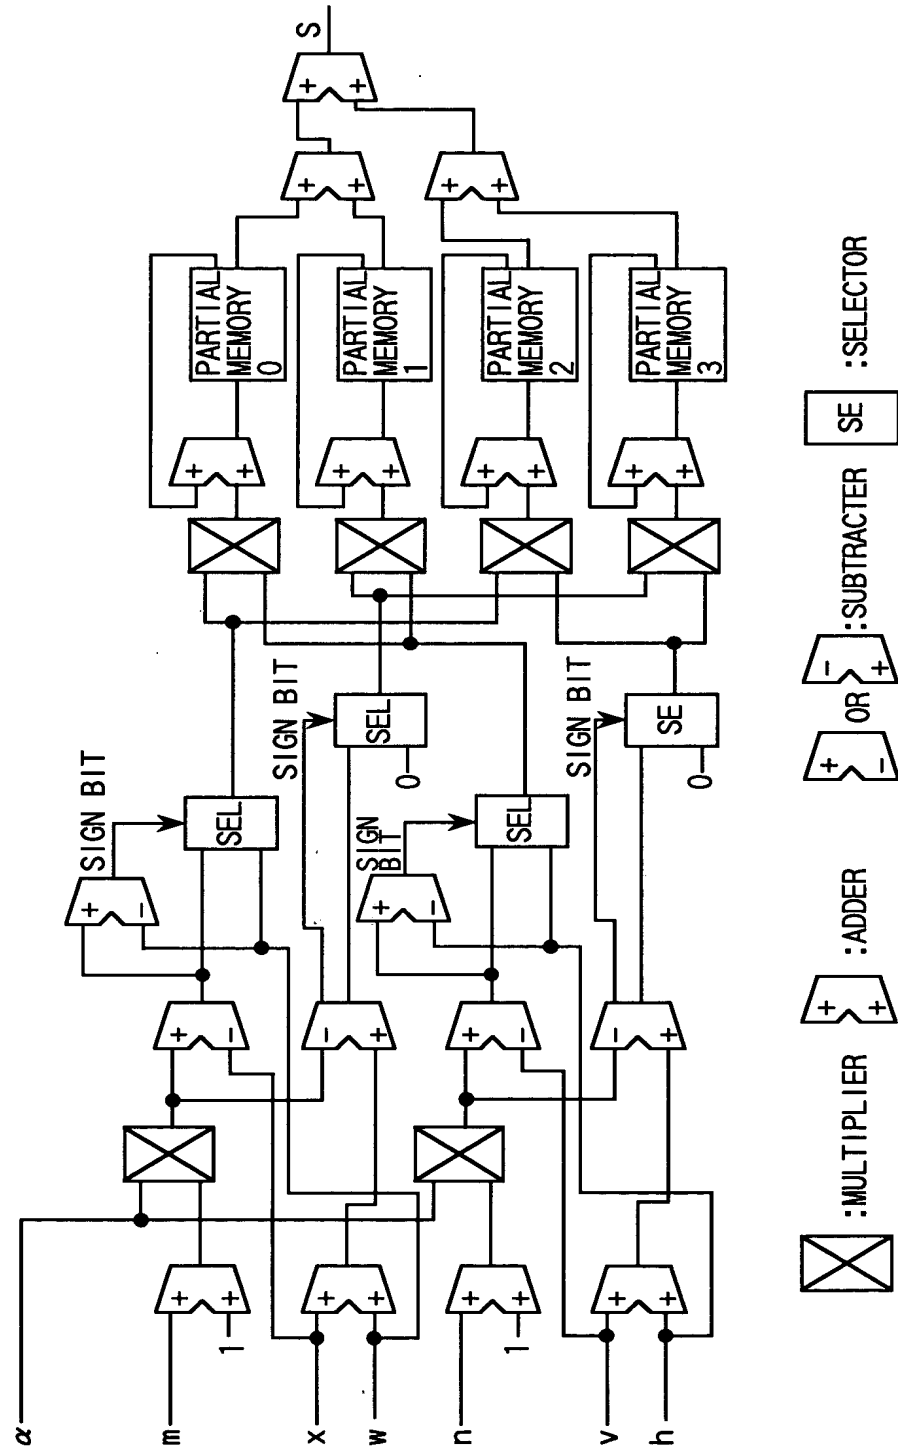 α
m
x
w
n
v
h
1
1
+
+
+
+
+
+
+
+
+
-
-
+
+
-
-
+
+
-
+
-
SIGN BIT
SIGN BIT
SIGN
BIT
SIGN BIT
SEL
0
SEL
SEL
0
SE
+
+
+
+
+
+
+
+
PARTIAL
MEMORY
0
PARTIAL
MEMORY
1
PARTIAL
MEMORY
2
PARTIAL
MEMORY
3
+
+
+
+
+
+
S
:MULTIPLIER
+
+
:ADDER
+
-
OR
-
+
:SUBTRACTER
SE
:SELECTOR